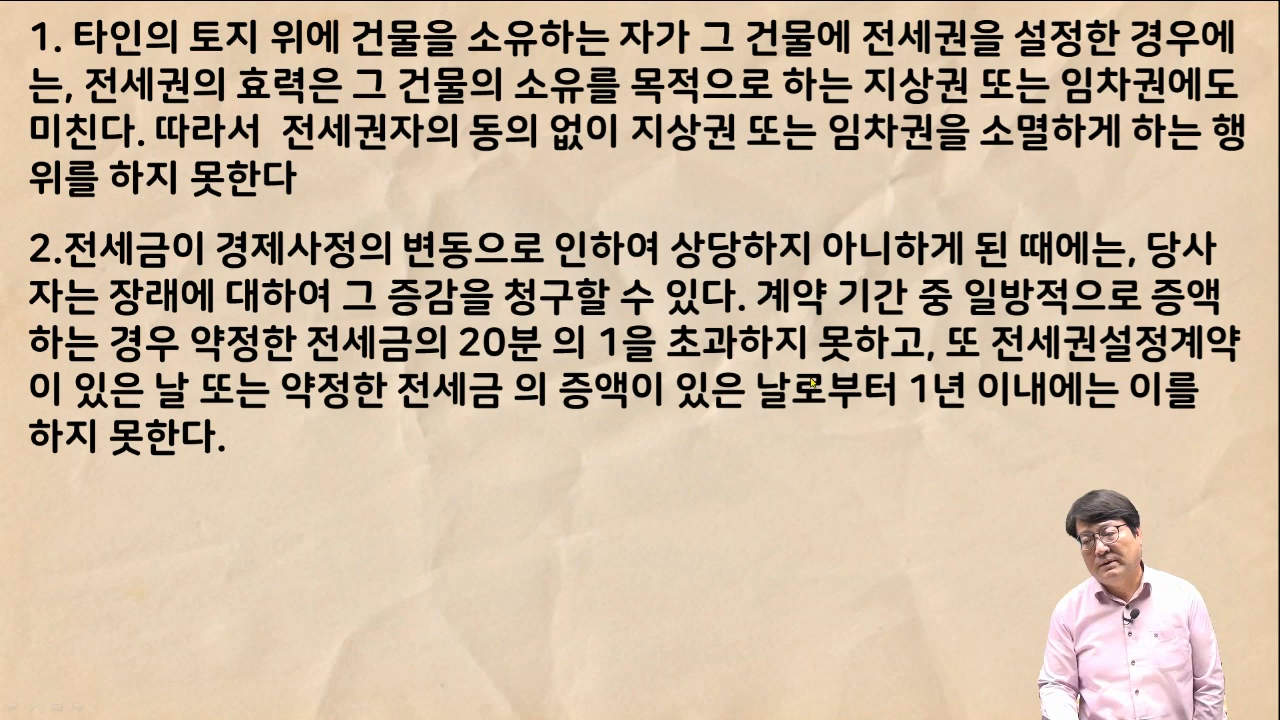 1. 타인의 토지 위에 건물을 소유하는 자가 그 건물에 전세권을 설정한 경우에
는, 전세권의 효력은 그 건물의 소유를 목적으로 하는 지상권 또는 임차권에도
미친다. 따라서 전세권자의 동의 없이 지상권 또는 임차권을 소멸하게 하는 행
위를 하지 못한다
2.전세금이 경제사정의 변동으로 인하여 상당하지 아니하게 된 때에는, 당사
자는 장래에 대하여 그 증감을 청구할 수 있다. 계약 기간 중 일방적으로 증액
하는 경우 약정한 전세금의 20분 의 1을 초과하지 못하고, 또 전세권설정계약
이 있은 날 또는 약정한 전세금 의 증액이 있은 날로부터 1년 이내에는 이를
하지 못한다.